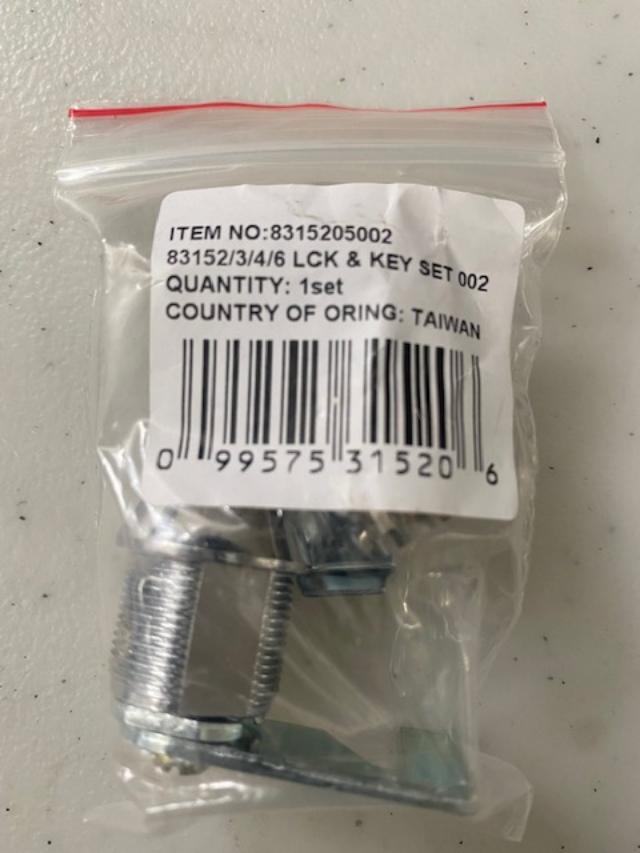 ITEM NO:8315205002
83152/3/4/6 LCK & KEY SET 002
QUANTITY: 1set
COUNTRY OF ORING: TAIWAN
0 99575 31520 6